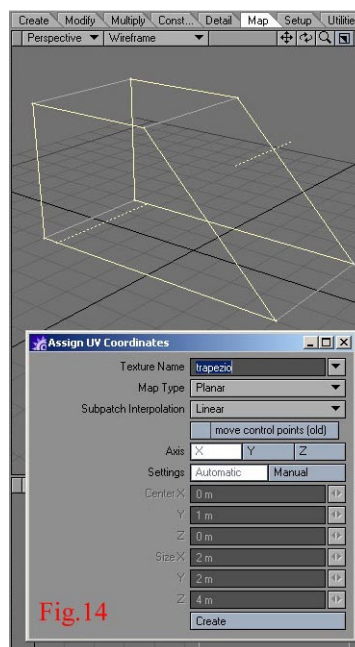 Create Modify Multiply Const... Detail Map Setup Utilitie
Perspective Wireframe
Assign UV Coordinates
Texture Name trapezio
Map Type Planar
Subpatch Interpolation Linear
move control points (old)
Axis X Y Z
Settings Automatic Manual
Center X 0 m
Y 1 m
Z 0 m
Size X 2 m
Y 2 m
Z 4 m
Create
Fig.14